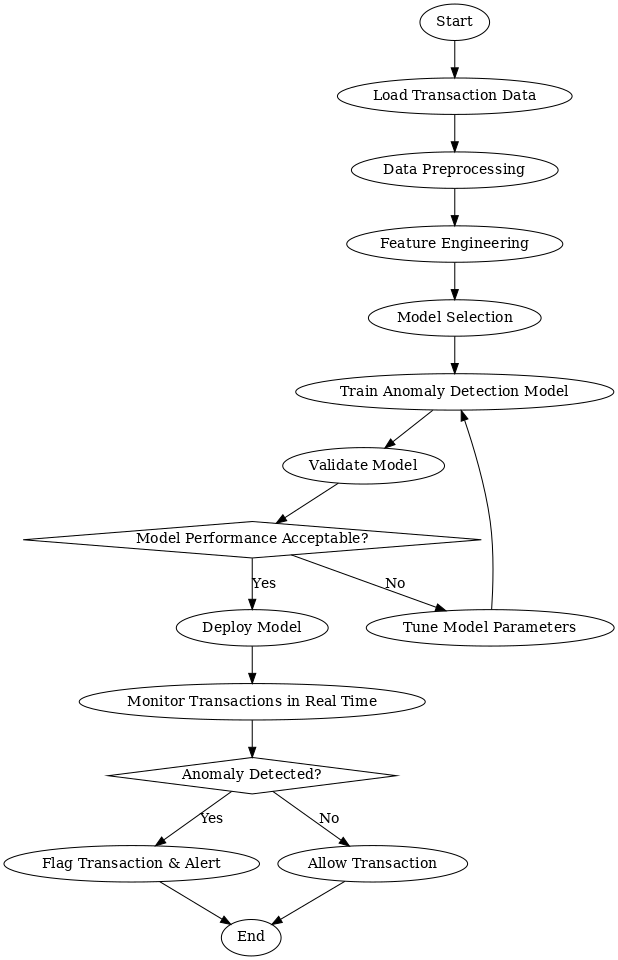 Start
Load Transaction Data
Data Preprocessing
Feature Engineering
Model Selection
Train Anomaly Detection Model
Validate Model
Model Performance Acceptable?
Yes
No
Deploy Model
Tune Model Parameters
Monitor Transactions in Real Time
Anomaly Detected?
Yes
No
Flag Transaction & Alert
Allow Transaction
End